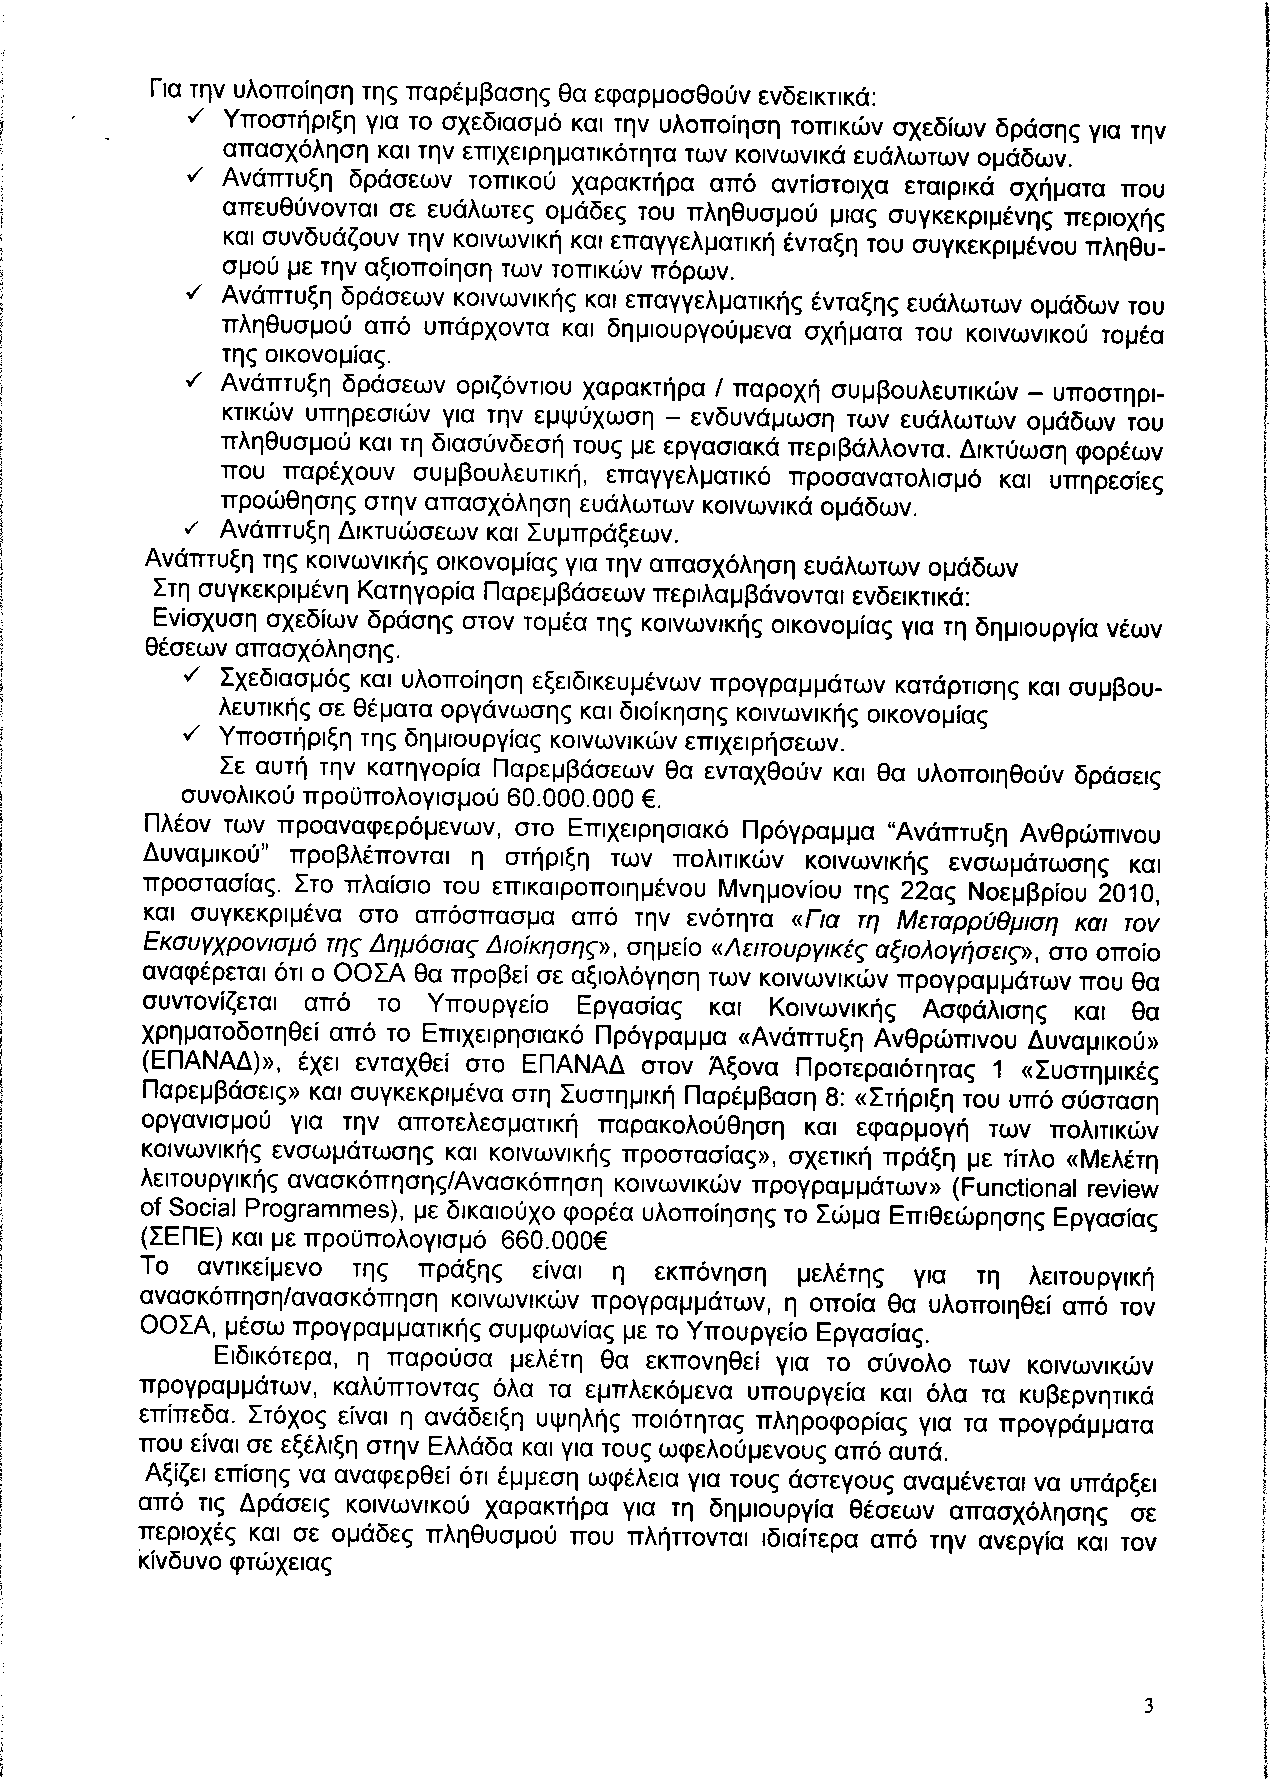 Για την υλοποίηση της παρέμβασης θα εφαρμοσθούν ενδεικτικά:
✓ Υποστήριξη για το σχεδιασμό και την υλοποίηση τοπικών σχεδίων δράσης για την
απασχόληση και την επιχειρηματικότητα των κοινωνικά ευάλωτων ομάδων.
✓ Ανάπτυξη δράσεων τοπικού χαρακτήρα από αντίστοιχα εταιρικά σχήματα που
απευθύνονται σε ευάλωτες ομάδες του πληθυσμού μιας συγκεκριμένης περιοχής
και συνδυάζουν την κοινωνική και επαγγελματική ένταξη του συγκεκριμένου πληθυ-
σμού με την αξιοποίηση των τοπικών πόρων.
✓ Ανάπτυξη δράσεων κοινωνικής και επαγγελματικής ένταξης ευάλωτων ομάδων του
πληθυσμού από υπάρχοντα και δημιουργούμενα σχήματα του κοινωνικού τομέα
της οικονομίας.
✓ Ανάπτυξη δράσεων οριζόντιου χαρακτήρα / παροχή συμβουλευτικών – υποστηρι-
κτικών υπηρεσιών για την εμψύχωση – ενδυνάμωση των ευάλωτων ομάδων του
πληθυσμού και τη διασύνδεσή τους με εργασιακά περιβάλλοντα. Δικτύωση φορέων
που παρέχουν συμβουλευτική, επαγγελματικό προσανατολισμό και υπηρεσίες
προώθησης στην απασχόληση ευάλωτων κοινωνικά ομάδων.
✓ Ανάπτυξη Δικτυώσεων και Συμπράξεων.
Ανάπτυξη της κοινωνικής οικονομίας για την απασχόληση ευάλωτων ομάδων
Στη συγκεκριμένη Κατηγορία Παρεμβάσεων περιλαμβάνονται ενδεικτικά:
Ενίσχυση σχεδίων δράσης στον τομέα της κοινωνικής οικονομίας για τη δημιουργία νέων
θέσεων απασχόλησης.
✓ Σχεδιασμός και υλοποίηση εξειδικευμένων προγραμμάτων κατάρτισης και συμβου-
λευτικής σε θέματα οργάνωσης και διοίκησης κοινωνικής οικονομίας
✓ Υποστήριξη της δημιουργίας κοινωνικών επιχειρήσεων.
Σε αυτή την κατηγορία Παρεμβάσεων θα ενταχθούν και θα υλοποιηθούν δράσεις
συνολικού προϋπολογισμού 60.000.000 €.
Πλέον των προαναφερόμενων, στο Επιχειρησιακό Πρόγραμμα “Ανάπτυξη Ανθρώπινου
Δυναμικού” προβλέπονται η στήριξη των πολιτικών κοινωνικής ενσωμάτωσης και
προστασίας. Στο πλαίσιο του επικαιροποιημένου Μνημονίου της 22ας Νοεμβρίου 2010,
και συγκεκριμένα στο απόσπασμα από την ενότητα «Για τη Μεταρρύθμιση και τον
Εκσυγχρονισμό της Δημόσιας Διοίκησης», σημείο «Λειτουργικές αξιολογήσεις», στο οποίο
αναφέρεται ότι ο ΟΟΣΑ θα προβεί σε αξιολόγηση των κοινωνικών προγραμμάτων που θα
συντονίζεται από το Υπουργείο Εργασίας και Κοινωνικής Ασφάλισης και θα
χρηματοδοτηθεί από το Επιχειρησιακό Πρόγραμμα «Ανάπτυξη Ανθρώπινου Δυναμικού»
(ΕΠΑΝΑΔ)», έχει ενταχθεί στο ΕΠΑΝΑΔ στον Άξονα Προτεραιότητας 1 «Συστημικές
Παρεμβάσεις» και συγκεκριμένα στη Συστημική Παρέμβαση 8: «Στήριξη του υπό σύσταση
οργανισμού για την αποτελεσματική παρακολούθηση και εφαρμογή των πολιτικών
κοινωνικής ενσωμάτωσης και κοινωνικής προστασίας», σχετική πράξη με τίτλο «Μελέτη
λειτουργικής ανασκόπησης/Ανασκόπηση κοινωνικών προγραμμάτων» (Functional review
of Social Programmes), με δικαιούχο φορέα υλοποίησης το Σώμα Επιθεώρησης Εργασίας
(ΣΕΠΕ) και με προϋπολογισμό 660.000€
Το αντικείμενο της πράξης είναι η εκπόνηση μελέτης για τη λειτουργική
ανασκόπηση/ανασκόπηση κοινωνικών προγραμμάτων, η οποία θα υλοποιηθεί από τον
ΟΟΣΑ, μέσω προγραμματικής συμφωνίας με το Υπουργείο Εργασίας.
Ειδικότερα, η παρούσα μελέτη θα εκπονηθεί για το σύνολο των κοινωνικών
προγραμμάτων, καλύπτοντας όλα τα εμπλεκόμενα υπουργεία και όλα τα κυβερνητικά
επίπεδα. Στόχος είναι η ανάδειξη υψηλής ποιότητας πληροφορίας για τα προγράμματα
που είναι σε εξέλιξη στην Ελλάδα και για τους ωφελούμενους από αυτά.
Αξίζει επίσης να αναφερθεί ότι έμμεση ωφέλεια για τους άστεγους αναμένεται να υπάρξει
από τις Δράσεις κοινωνικού χαρακτήρα για τη δημιουργία θέσεων απασχόλησης σε
περιοχές και σε ομάδες πληθυσμού που πλήττονται ιδιαίτερα από την ανεργία και τον
κίνδυνο φτώχειας
3